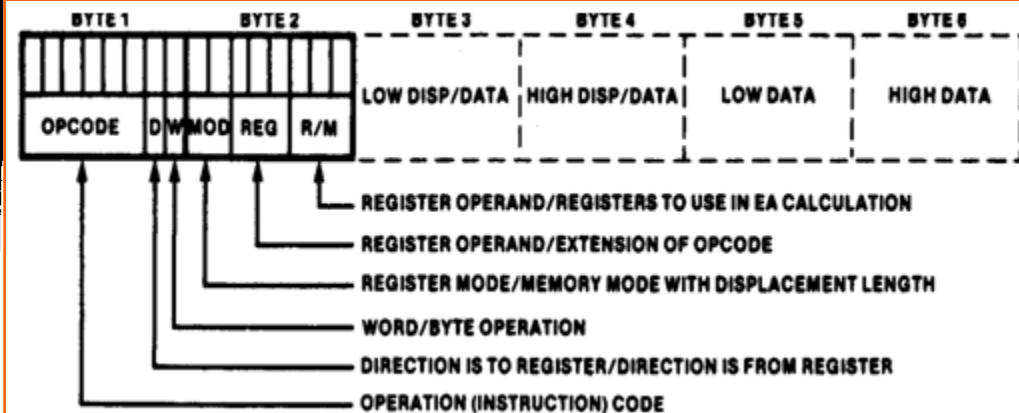 BYTE 1 BYTE 2 BYTE 3 BYTE 4 BYTE 5 BYTE 6
LOW DISP/DATA HIGH DISP/DATA LOW DATA HIGH DATA
OPCODE D W MOD REG R/M
REGISTER OPERAND/REGISTERS TO USE IN EA CALCULATION
REGISTER OPERAND/EXTENSION OF OPCODE
REGISTER MODE/MEMORY MODE WITH DISPLACEMENT LENGTH
WORD/BYTE OPERATION
DIRECTION IS TO REGISTER/DIRECTION IS FROM REGISTER
OPERATION (INSTRUCTION) CODE